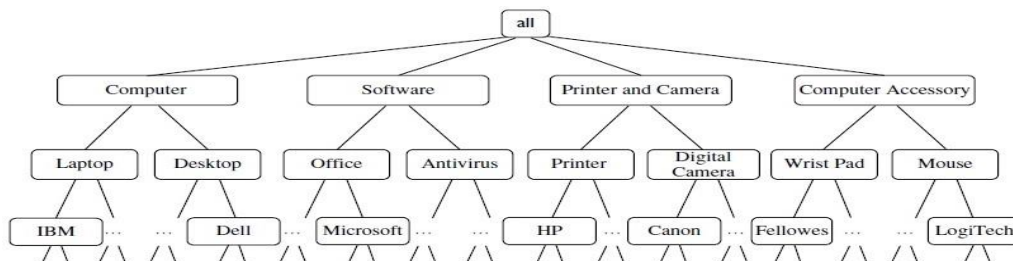 all
Computer
Software
Printer and Camera
Computer Accessory
Laptop
Desktop
Office
Antivirus
Printer
Digital
Camera
Wrist Pad
Mouse
IBM
...
...
Dell
...
Microsoft
...
...
HP
...
Canon
...
Fellowes
...
...
LogiTech